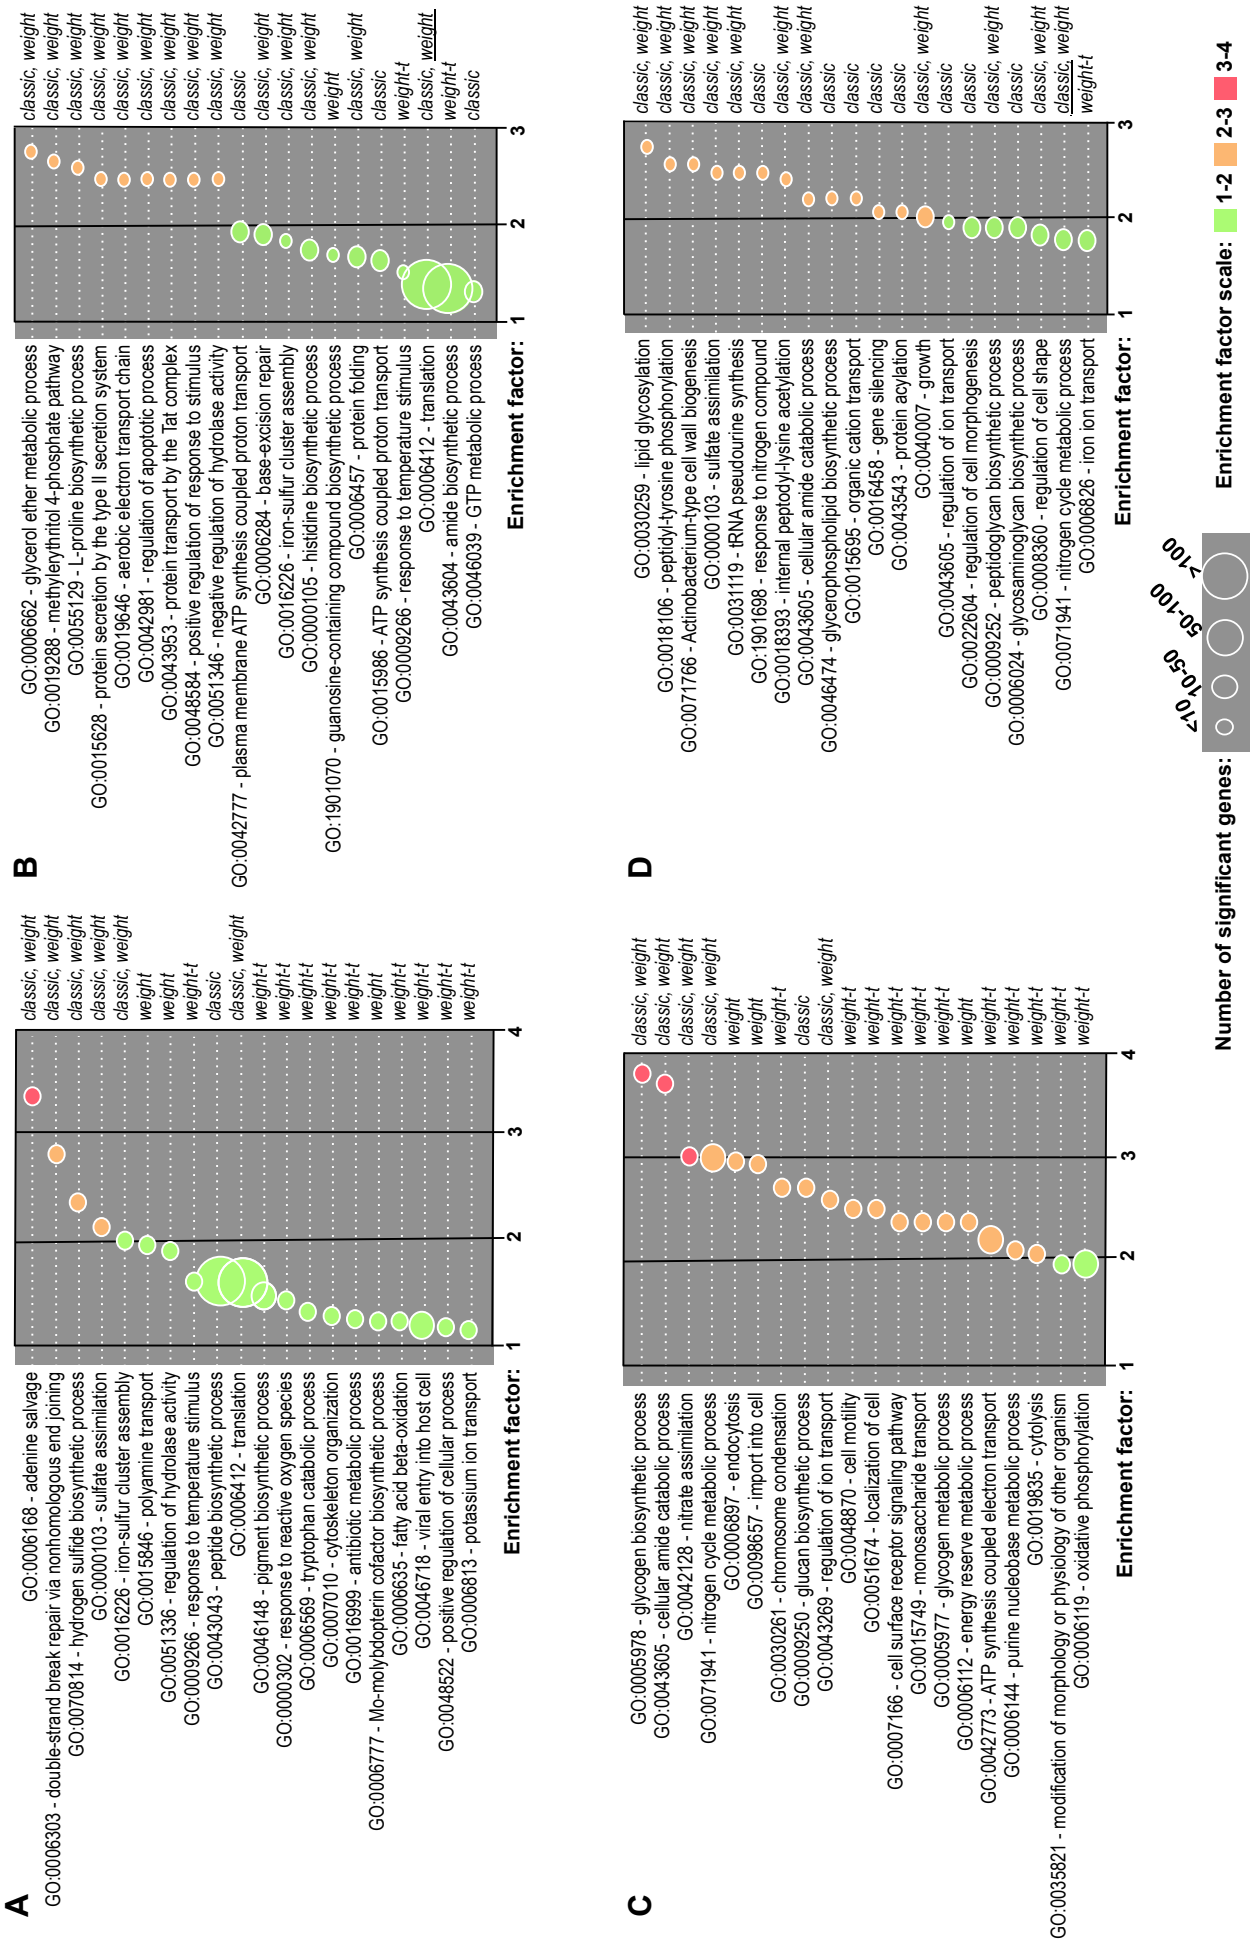 A
GO:0006168 - adenine salvage classic, weight
GO:0006303 - double-strand break repair via nonhomologous end joining classic, weight
GO:0070814 - hydrogen sulfide biosynthetic process classic, weight
GO:0000103 - sulfate assimilation classic, weight
GO:0016226 - iron-sulfur cluster assembly classic, weight
GO:0015846 - polyamine transport weight
GO:0051336 - regulation of hydrolase activity weight
GO:0009266 - response to temperature stimulus weight-t
GO:0043043 - peptide biosynthetic process classic
GO:0006412 - translation classic, weight
GO:0046148 - pigment biosynthetic process weight-t
GO:0000302 - response to reactive oxygen species weight-t
GO:0006569 - tryptophan catabolic process weight-t
GO:0007010 - cytoskeleton organization weight-t
GO:0016999 - antibiotic metabolic process weight-t
GO:0006777 - Mo-molybdopterin cofactor biosynthetic process weight
GO:0006635 - fatty acid beta-oxidation weight-t
GO:0046718 - viral entry into host cell weight-t
GO:0048522 - positive regulation of cellular process weight-t
GO:0006813 - potassium ion transport weight-t
Enrichment factor: 1 2 3 4
B
GO:0006662 - glycerol ether metabolic process classic, weight
GO:0019288 - methylerythritol 4-phosphate pathway classic, weight
GO:0055129 - L-proline biosynthetic process classic, weight
GO:0015628 - protein secretion by the type II secretion system classic, weight
GO:0019646 - aerobic electron transport chain classic, weight
GO:0042981 - regulation of apoptotic process classic, weight
GO:0043953 - protein transport by the Tat complex classic, weight
GO:0048584 - positive regulation of response to stimulus classic, weight
GO:0051346 - negative regulation of hydrolase activity classic, weight
GO:0042777 - plasma membrane ATP synthesis coupled proton transport classic
GO:0006284 - base-excision repair classic, weight
GO:0016226 - iron-sulfur cluster assembly classic, weight
GO:0000105 - histidine biosynthetic process classic, weight
GO:1901070 - guanosine-containing compound biosynthetic process weight
GO:0006457 - protein folding classic, weight
GO:0015986 - ATP synthesis coupled proton transport classic
GO:0009266 - response to temperature stimulus weight-t
GO:0006412 - translation classic, weight
GO:0043604 - amide biosynthetic process weight-t
GO:0046039 - GTP metabolic process classic
Enrichment factor: 1 2 3
C
GO:0005978 - glycogen biosynthetic process classic, weight
GO:0043605 - cellular amide catabolic process classic, weight
GO:0042128 - nitrate assimilation classic, weight
GO:0071941 - nitrogen cycle metabolic process classic, weight
GO:0006897 - endocytosis weight
GO:0098657 - import into cell weight
GO:0030261 - chromosome condensation weight-t
GO:0009250 - glucan biosynthetic process classic
GO:0043269 - regulation of ion transport classic, weight
GO:0048870 - cell motility weight-t
GO:0051674 - localization of cell weight-t
GO:0007166 - cell surface receptor signaling pathway weight-t
GO:0015749 - monosaccharide transport weight-t
GO:0005977 - glycogen metabolic process weight-t
GO:0006112 - energy reserve metabolic process weight
GO:0042773 - ATP synthesis coupled electron transport weight-t
GO:0006144 - purine nucleobase metabolic process weight-t
GO:0019835 - cytolysis weight-t
GO:0035821 - modification of morphology or physiology of other organism weight-t
GO:0006119 - oxidative phosphorylation weight-t
Enrichment factor: 1 2 3 4
D
GO:0030259 - lipid glycosylation classic, weight
GO:0018106 - peptidyl-tyrosine phosphorylation classic, weight
GO:0071766 - Actinobacterium-type cell wall biogenesis classic, weight
GO:0000103 - sulfate assimilation classic, weight
GO:0031119 - tRNA pseudourine synthesis classic, weight
GO:1901698 - response to nitrogen compound classic
GO:0018393 - internal peptodyl-lysine acetylation classic, weight
GO:0043605 - cellular amide catabolic process classic, weight
GO:0046474 - glycerophospholipid biosynthetic process classic
GO:0015695 - organic cation transport classic
GO:0016458 - gene silencing classic
GO:0043543 - protein acylation classic
GO:0040007 - growth classic, weight
GO:0043605 - regulation of ion transport classic
GO:0022604 - regulation of cell morphogenesis classic
GO:0009252 - peptidoglycan biosynthetic process classic, weight
GO:0006024 - glycosaminoglycan biosynthetic process classic
GO:0008360 - regulation of cell shape classic, weight
GO:0071941 - nitrogen cycle metabolic process classic, weight
GO:0006826 - iron ion transport weight-t
Enrichment factor: 1 2 3
Number of significant genes: <10 10-50 50-100 >100 Enrichment factor scale: 1-2 2-3 3-4